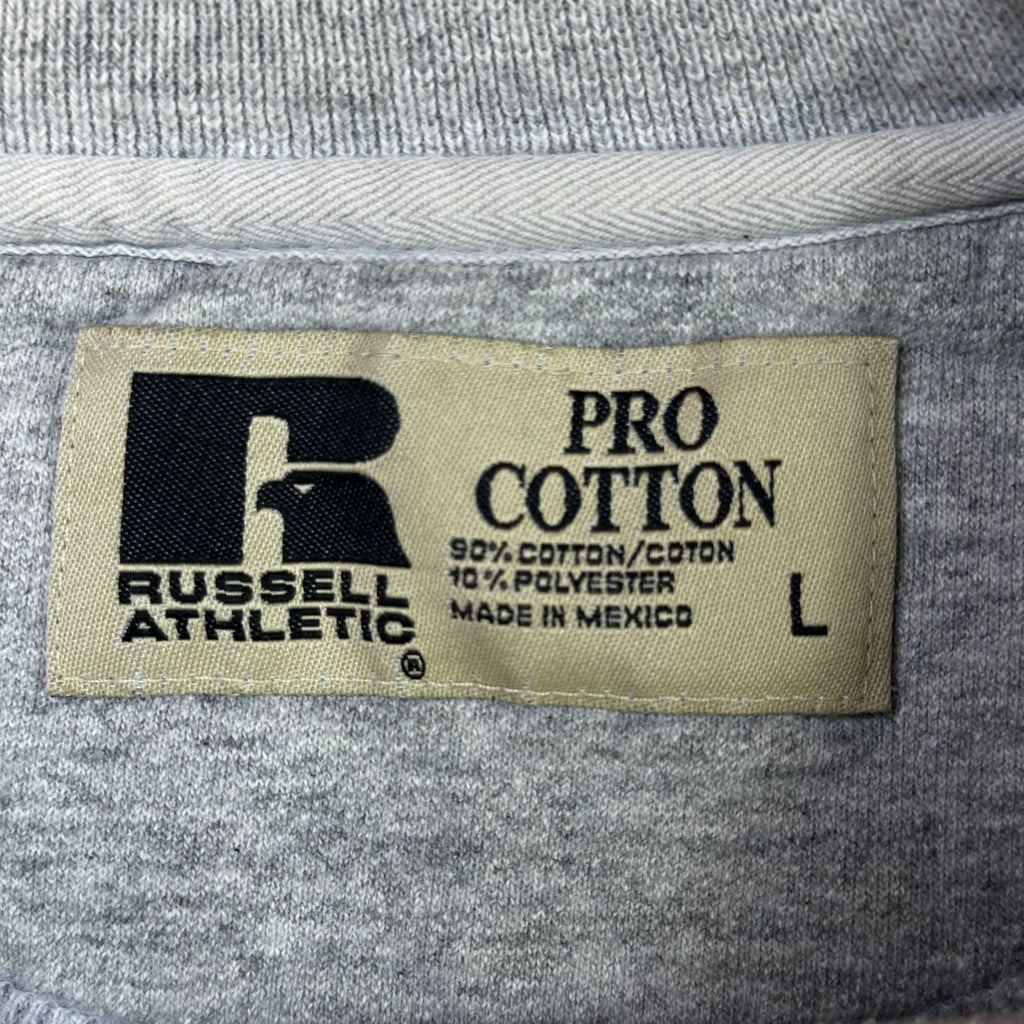 R
RUSSELL
ATHLETIC
®
PRO
COTTON
90% COTTON/COTON
10% POLYESTER
MADE IN MEXICO
L